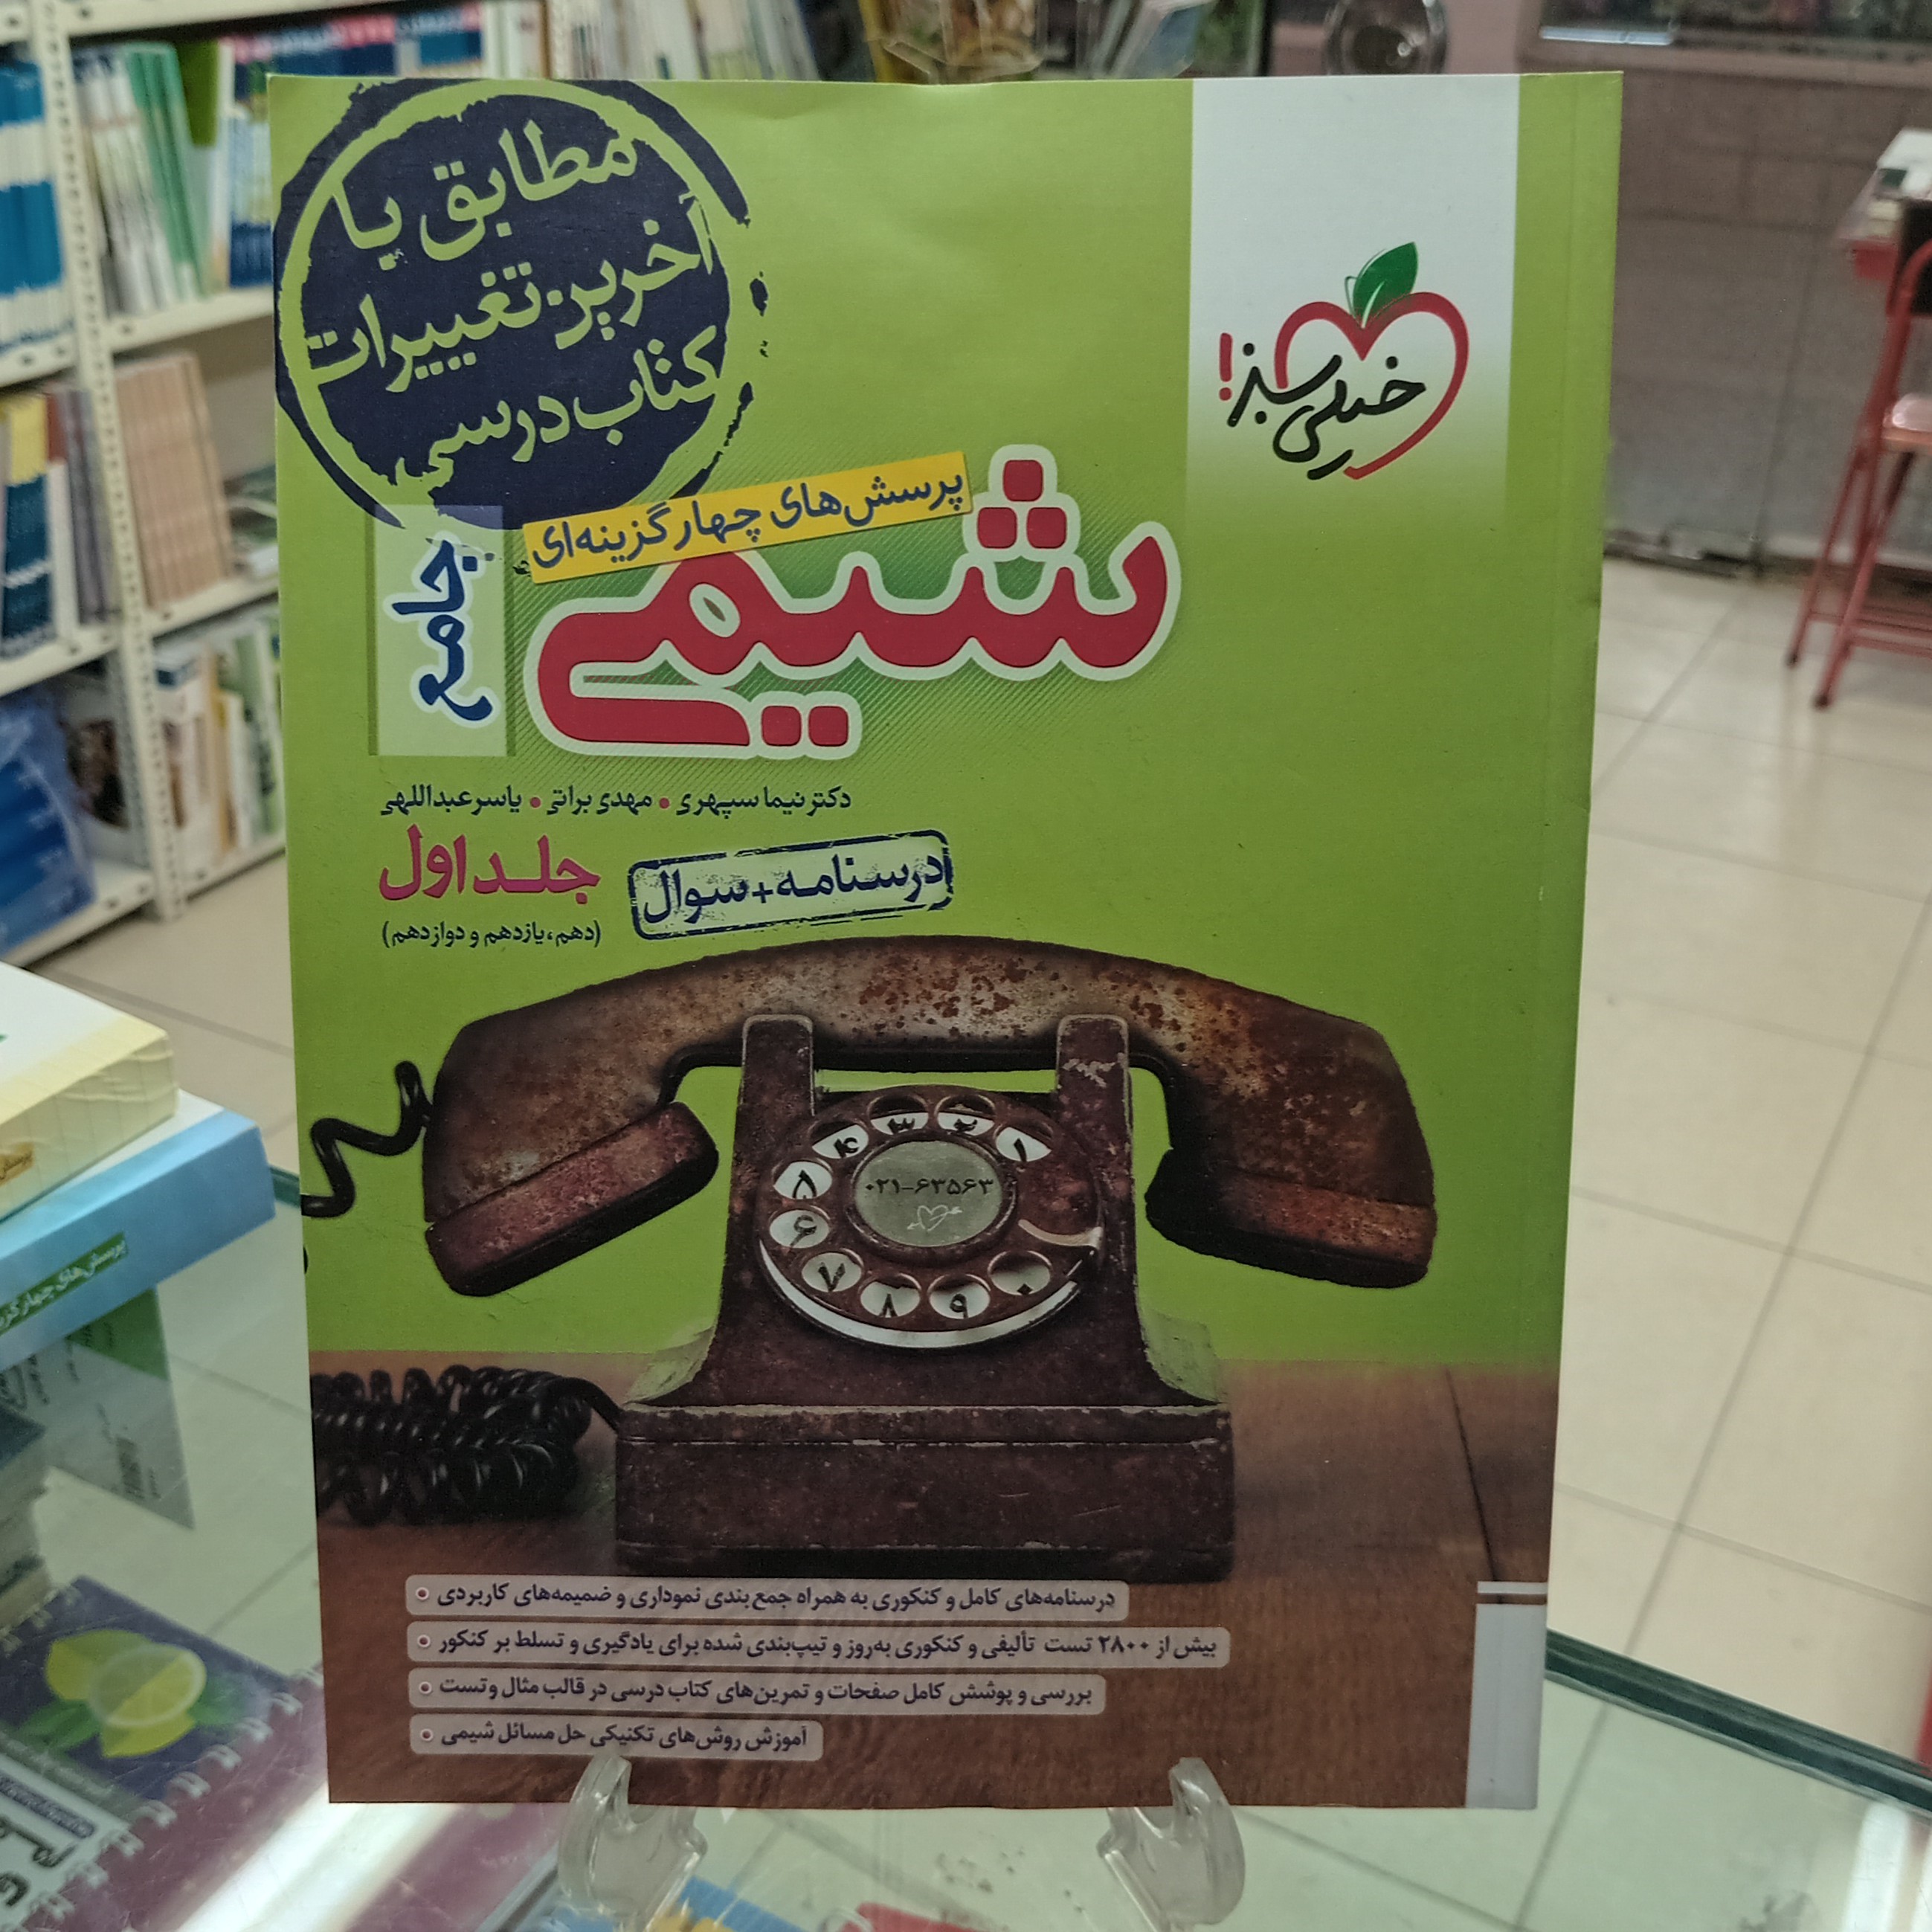 مطابق با
آخرین تغییرات
کتاب درسی
خیلی سبز!
پرسش‌های چهارگزینه‌ای
شیمی
جامع
دکتر نیما سپهری • مهدی براتی • یاسر عبداللهی
جلد اول
(دهم، یازدهم و دوازدهم)
درسنامه + سوال
۱
۲
۳
۴
۵
۶
۷
۸
۹
۰
۰۲۱-۶۳۵۶۳
درسنامه‌های کامل و کنکوری به همراه جمع‌بندی نموداری و ضمیمه‌های کاربردی
بیش از ۲۸۰۰ تست تألیفی و کنکوری به‌روز و تیپ‌بندی شده برای یادگیری و تسلط بر کنکور
بررسی و پوشش کامل صفحات و تمرین‌های کتاب درسی در قالب مثال و تست
آموزش روش‌های تکنیکی حل مسائل شیمی
پرسش‌های چهارگز